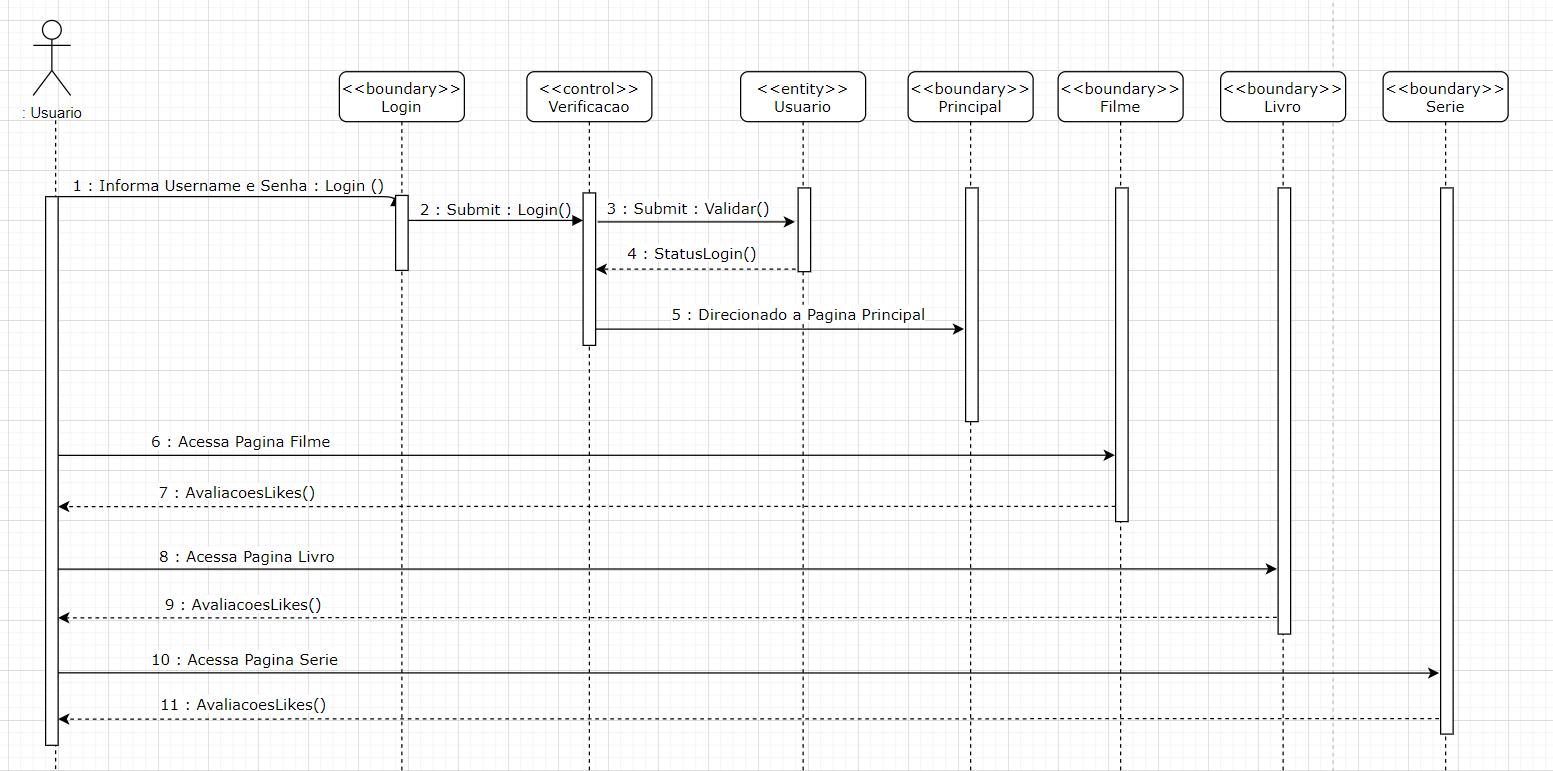 : Usuario
<<boundary>>
Login
<<control>>
Verificacao
<<entity>>
Usuario
<<boundary>>
Principal
<<boundary>>
Filme
<<boundary>>
Livro
<<boundary>>
Serie
1 : Informa Username e Senha : Login ()
2 : Submit : Login()
3 : Submit : Validar()
4 : StatusLogin()
5 : Direcionado a Pagina Principal
6 : Acessa Pagina Filme
7 : AvaliacoesLikes()
8 : Acessa Pagina Livro
9 : AvaliacoesLikes()
10 : Acessa Pagina Serie
11 : AvaliacoesLikes()